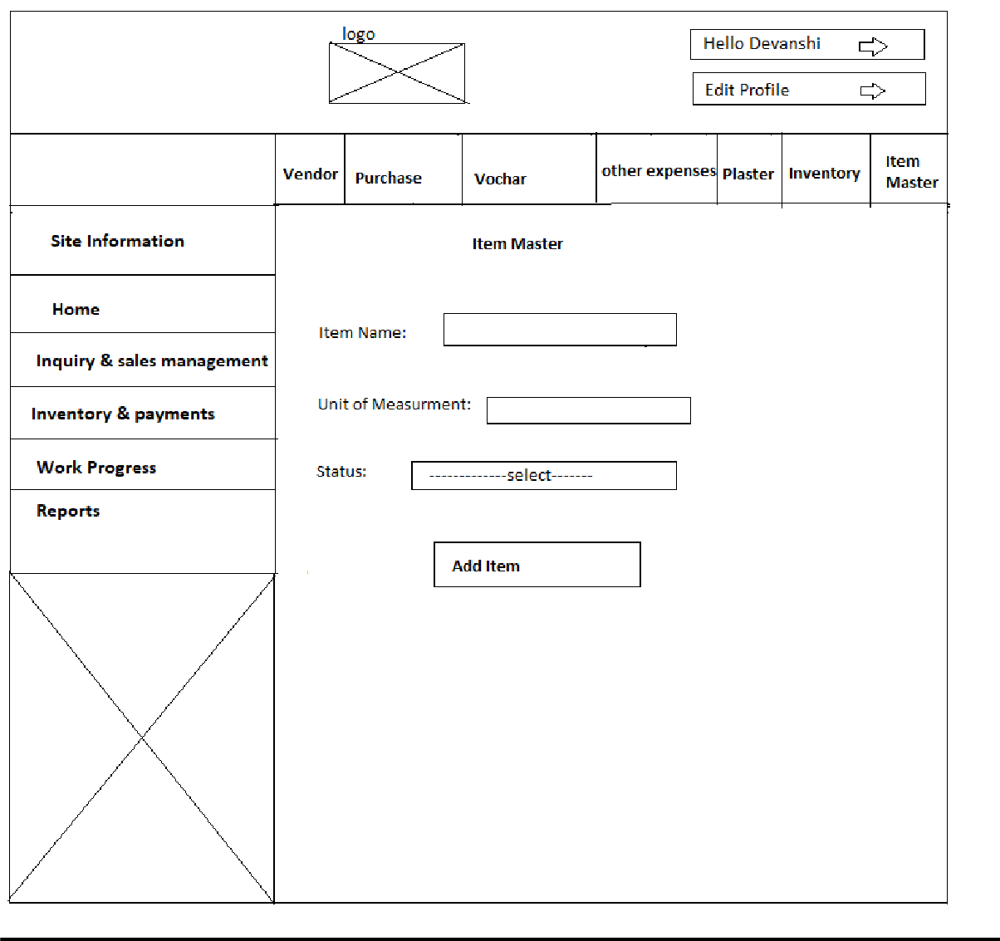 logo
Hello Devanshi
Edit Profile
Vendor
Purchase
Vochar
other expenses
Plaster
Inventory
Item
Master
Site Information
Home
Inquiry & sales management
Inventory & payments
Work Progress
Reports
Item Master
Item Name:
Unit of Measurment:
Status:
-------------select-------
Add Item